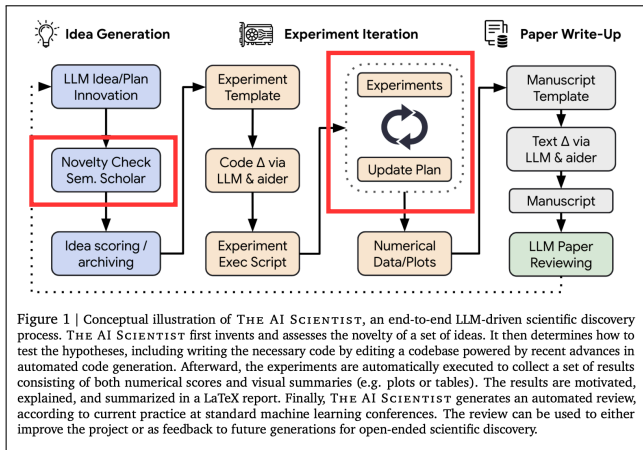 Idea Generation
Experiment Iteration
Paper Write-Up
LLM Idea/Plan
Innovation
Novelty Check
Sem. Scholar
Idea scoring /
archiving
Experiment
Template
Code Δ via
LLM & aider
Experiment
Exec Script
Experiments
Update Plan
Numerical
Data/Plots
Manuscript
Template
Text Δ via
LLM & aider
Manuscript
LLM Paper
Reviewing
Figure 1 | Conceptual illustration of THE AI SCIENTIST, an end-to-end LLM-driven scientific discovery
process. THE AI SCIENTIST first invents and assesses the novelty of a set of ideas. It then determines how to
test the hypotheses, including writing the necessary code by editing a codebase powered by recent advances in
automated code generation. Afterward, the experiments are automatically executed to collect a set of results
consisting of both numerical scores and visual summaries (e.g. plots or tables). The results are motivated,
explained, and summarized in a LaTeX report. Finally, THE AI SCIENTIST generates an automated review,
according to current practice at standard machine learning conferences. The review can be used to either
improve the project or as feedback to future generations for open-ended scientific discovery.